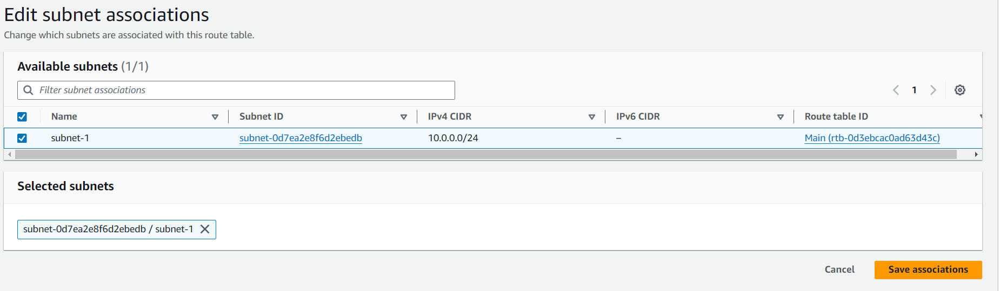 Edit subnet associations
Change which subnets are associated with this route table.
Available subnets (1/1)
Filter subnet associations
1
Name Subnet ID IPv4 CIDR IPv6 CIDR Route table ID
subnet-1 subnet-0d7ea2e8f6d2ebedb 10.0.0.0/24 – Main (rtb-0d3ebcac0ad63d43c)
Selected subnets
subnet-0d7ea2e8f6d2ebedb / subnet-1
Cancel Save associations